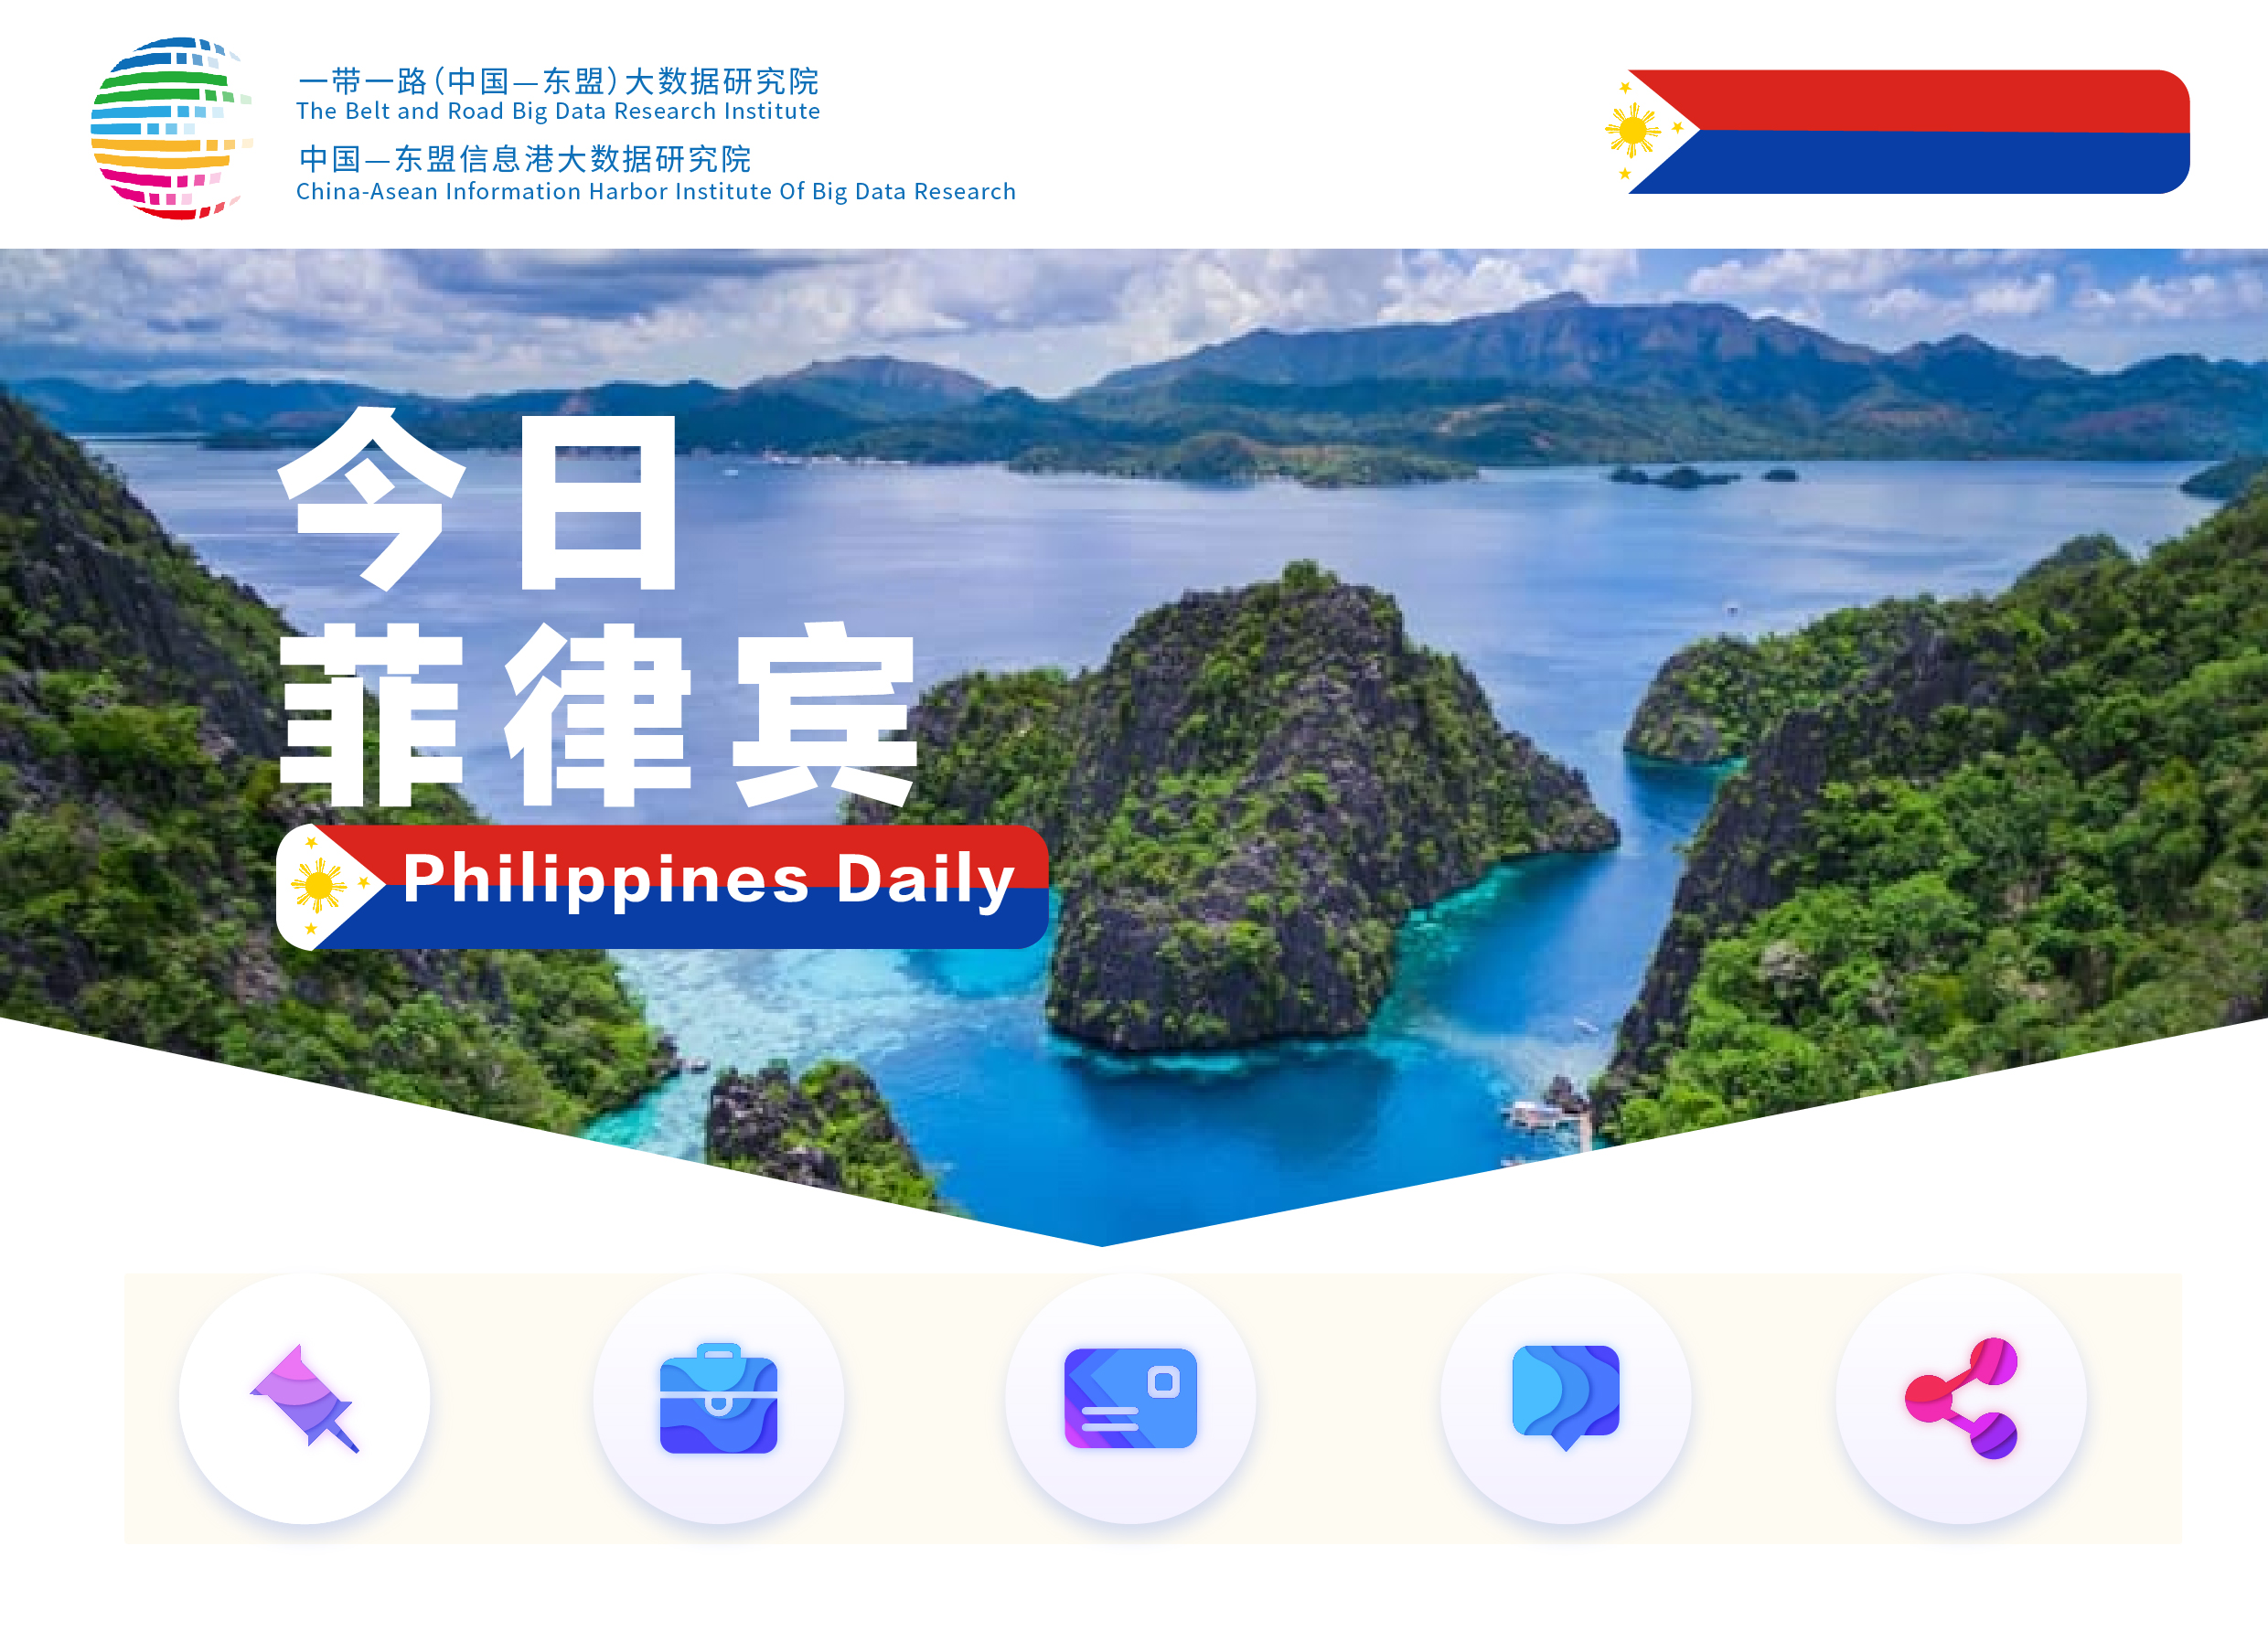 一带一路（中国—东盟）大数据研究院
The Belt and Road Big Data Research Institute
中国—东盟信息港大数据研究院
China-Asean Information Harbor Institute Of Big Data Research
今日
菲律宾
Philippines Daily